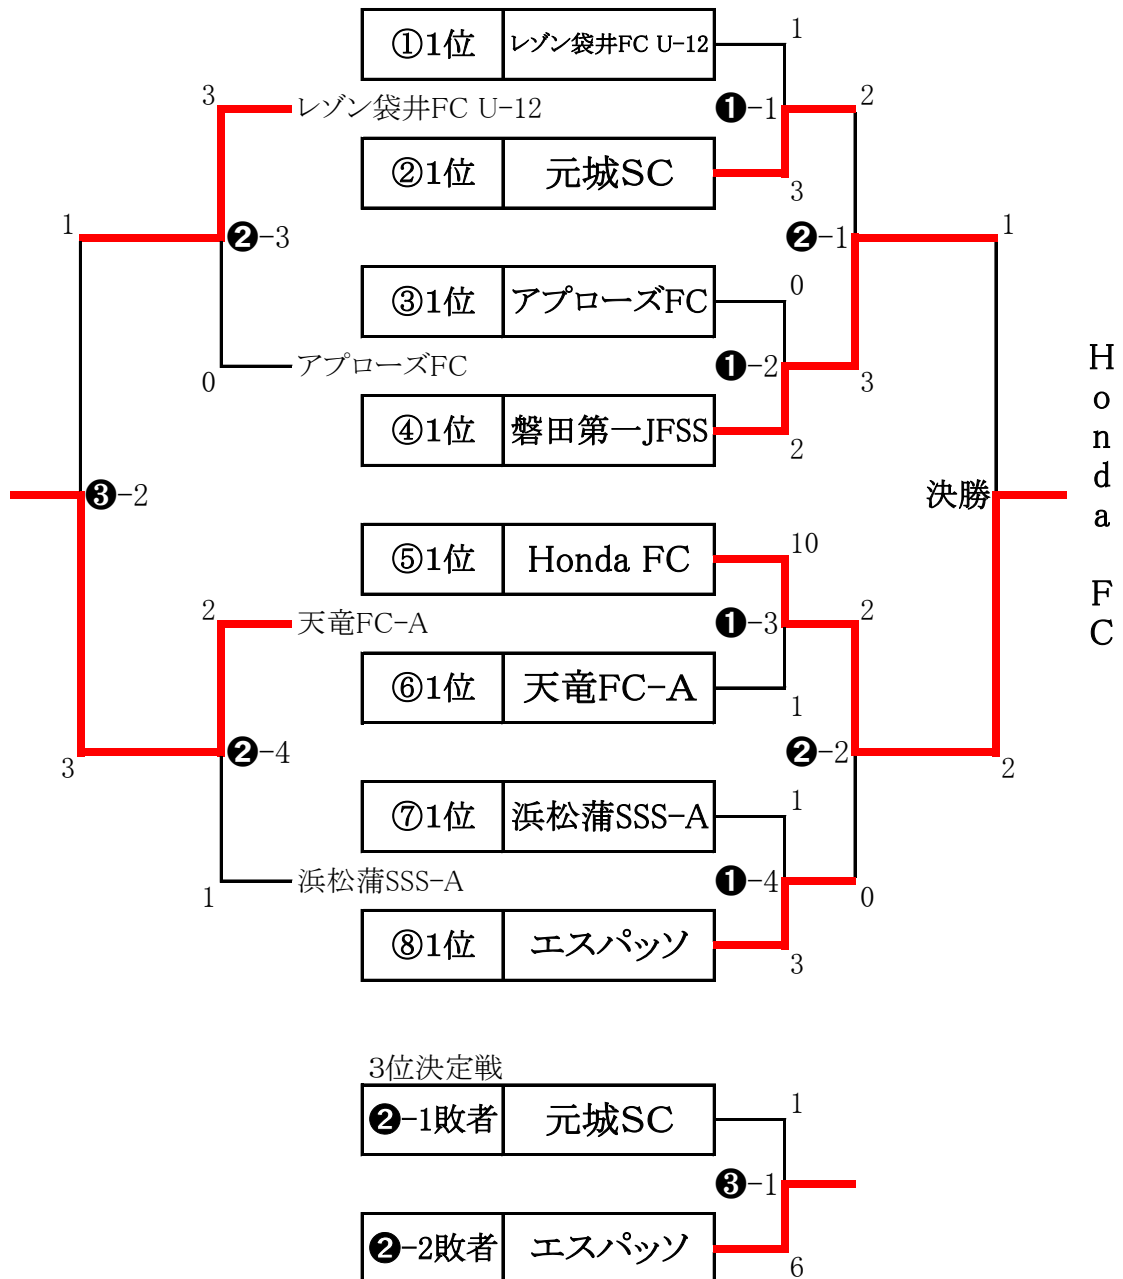 ①1位 レゾン袋井FC U-12 1
3 レゾン袋井FC U-12 ❶-1 2
②1位 元城SC 3
1 ❷-3 ❷-1 1
③1位 アプローズFC 0
0 アプローズFC ❶-2 3
④1位 磐田第一JFSS 2
❸-2 決勝
Honda FC
⑤1位 Honda FC 10
2 天竜FC-A ❶-3 2
⑥1位 天竜FC-A 1
3 ❷-4 ❷-2 2
⑦1位 浜松蒲SSS-A 1
1 浜松蒲SSS-A ❶-4 0
⑧1位 エスパッソ 3
3位決定戦
❷-1敗者 元城SC 1
❸-1
❷-2敗者 エスパッソ 6